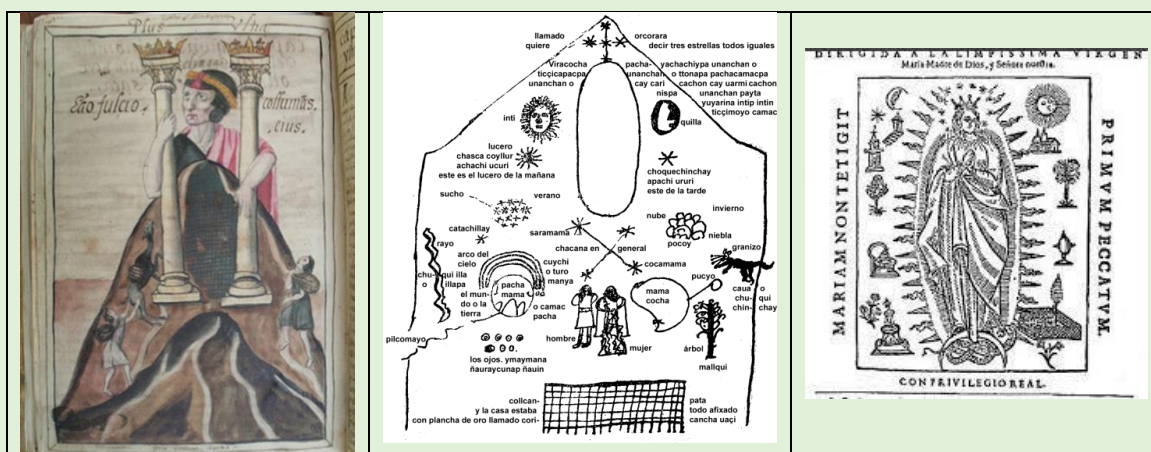 Plus Vltra
Ego fulcio.
collumnas.
eius.
llamado
quiere
orcorara
decir tres estrellas todos iguales
Viracocha
ticçicapacpa
unanchan o
pacha-
unanchan
cay cari
yachachiypa unanchan o
o ttonapa pachacamacpa
cachon cay uarmi cachon
nispa
unanchan payta
yuyarina intip intin
ticçimoyo camac
inti
quilla
lucero
chasca coyllur
achachi ucuri
este es el lucero de la mañana
choquechinchay
apachi ururi
este de la tarde
sucho
verano
nube
invierno
niebla
pocoy
catachillay
saramama
chacana en general
cocamama
granizo
rayo
chu- qui illa
o illapa
arco del
cielo
cuychi
o turo
manya
pacha
mama
el mun-
do o la
tierra
o camac
pacha
mama
cocha
pucyo
caua o
chu- qui
chin- chay
pilcomayo
hombre
mujer
árbol
mallqui
los ojos. ymaymana
ñauraycunap ñauin
collcan-
y la casa estaba
con plancha de oro llamado cori-
pata
todo afixado
cancha uaçi
DIRIGIDA A LA LIMPISSIMA VIRGEN
Maria Madre de Dios, y Señora nuestra.
MARIAM NON TETIGIT
PRIMVM PECCATVM.
CON PRIVILEGIO REAL.